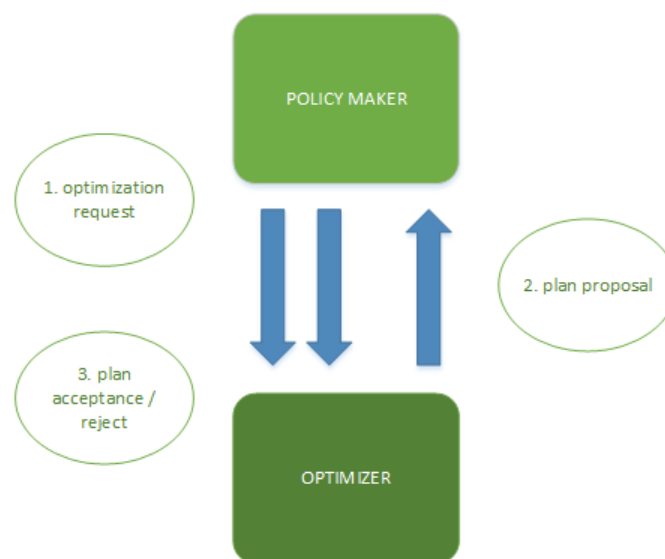 POLICY MAKER
1. optimization
request
2. plan proposal
3. plan
acceptance /
reject
OPTIMIZER